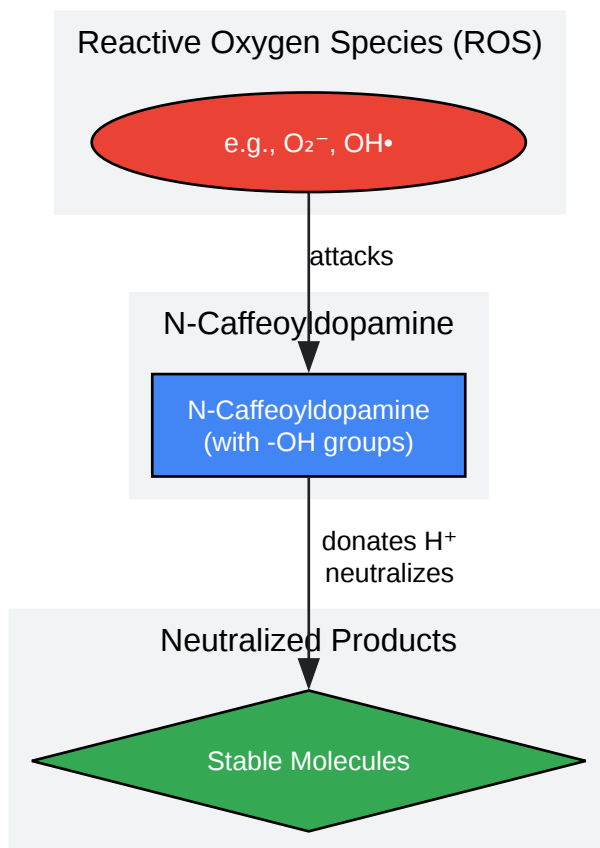 Reactive Oxygen Species (ROS)
e.g., O₂⁻, OH•
attacks
N-Caffeoyldopamine
N-Caffeoyldopamine
(with -OH groups)
donates H⁺
neutralizes
Neutralized Products
Stable Molecules